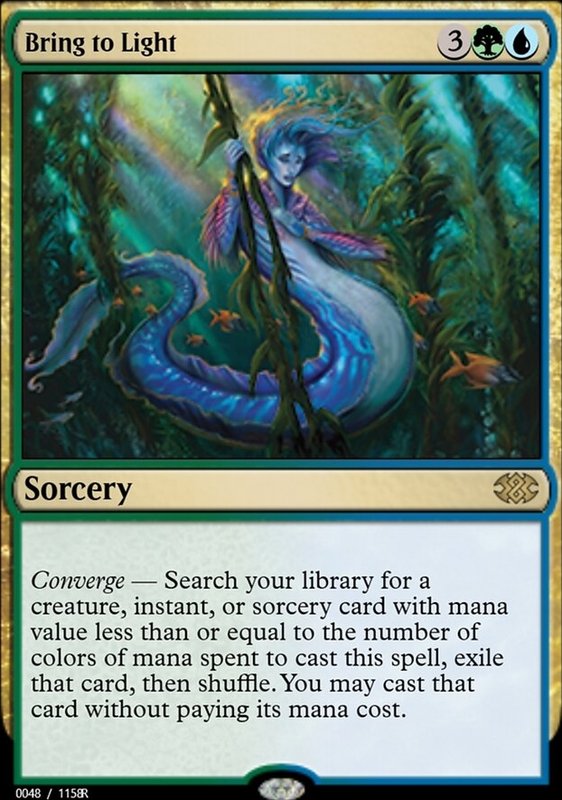 Bring to Light 3
Sorcery
Converge — Search your library for a
creature, instant, or sorcery card with mana
value less than or equal to the number of
colors of mana spent to cast this spell, exile
that card, then shuffle. You may cast that
card without paying its mana cost.
0048 / 1158R